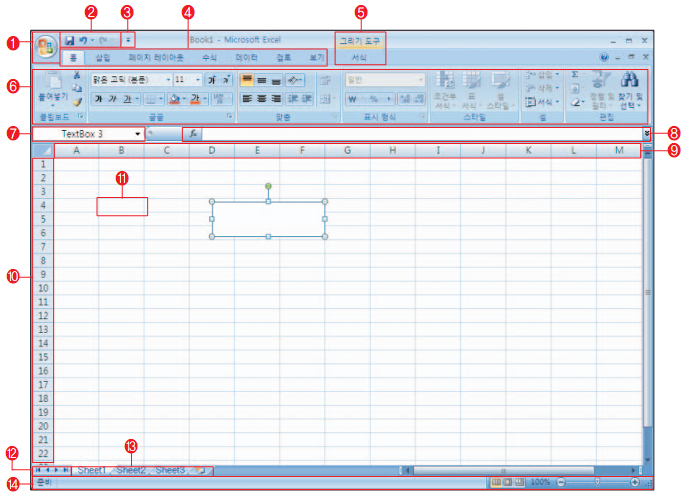 ❷ ❸ ❹ ❺
❶ Book1 - Microsoft Excel 그리기 도구
홈 삽입 페이지 레이아웃 수식 데이터 검토 보기 서식
❻ 붙여넣기 맑은 고딕 (본문) 11 가 가 일반 조건부 서식 표 서식 셀 스타일 삽입 삭제 서식 Σ 정렬 및 필터 찾기 및 선택
가 가 가 가 % ,
클립보드 글꼴 맞춤 표시 형식 스타일 셀 편집
❼ TextBox 3 fx ❽
A B C D E F G H I J K L M ❾
1
2
3 ⓫
4
5
6
7
8
❿ 9
10
11
12
13
14
15
16
17
18
19
20
21
22
⓬ Sheet1 Sheet2 Sheet3 ⓭
⓮ 준비 100%